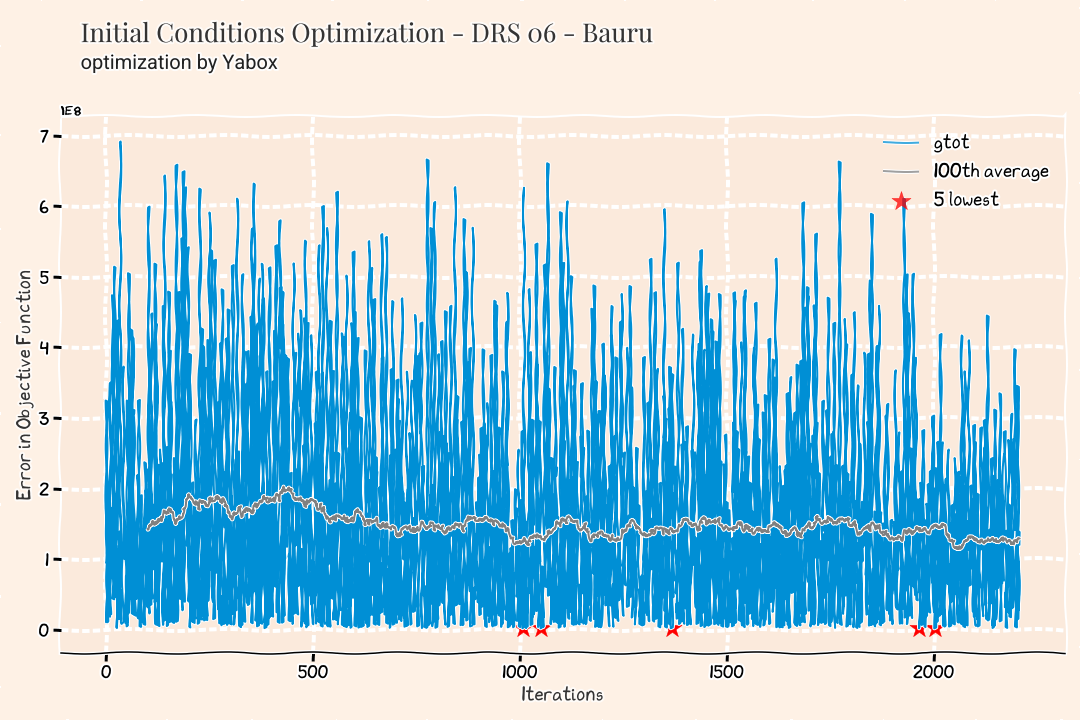 Initial Conditions Optimization - DRS 06 - Bauru
optimization by Yabox
1E8
7
6
5
4
3
2
1
0
Error in Objective Function
gtot
100th average
5 lowest
0 500 1000 1500 2000
Iterations